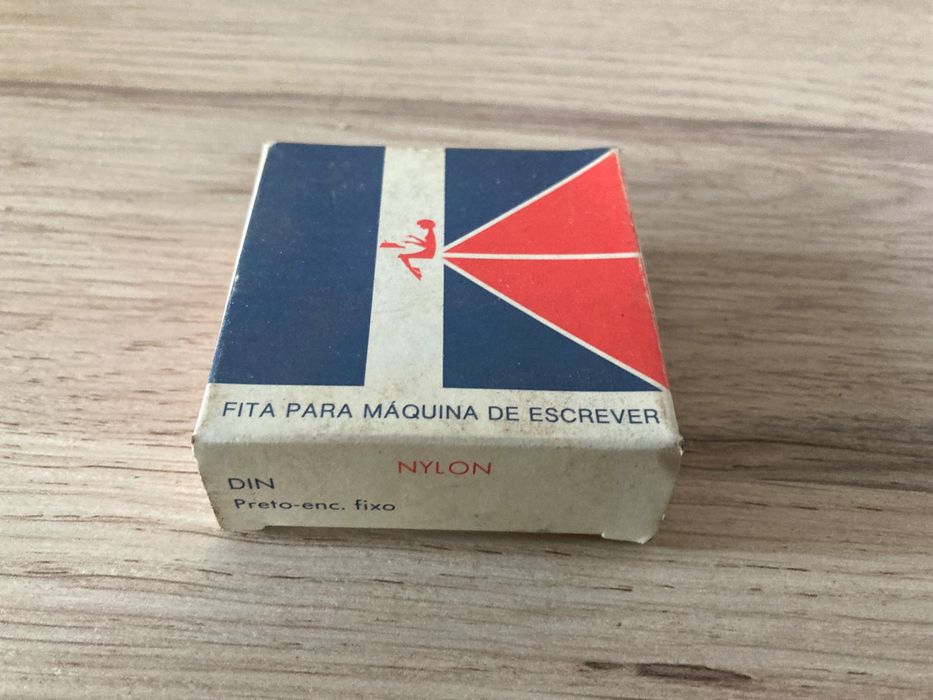 FITA PARA MÁQUINA DE ESCREVER
NYLON
DIN
Preto-enc. fixo